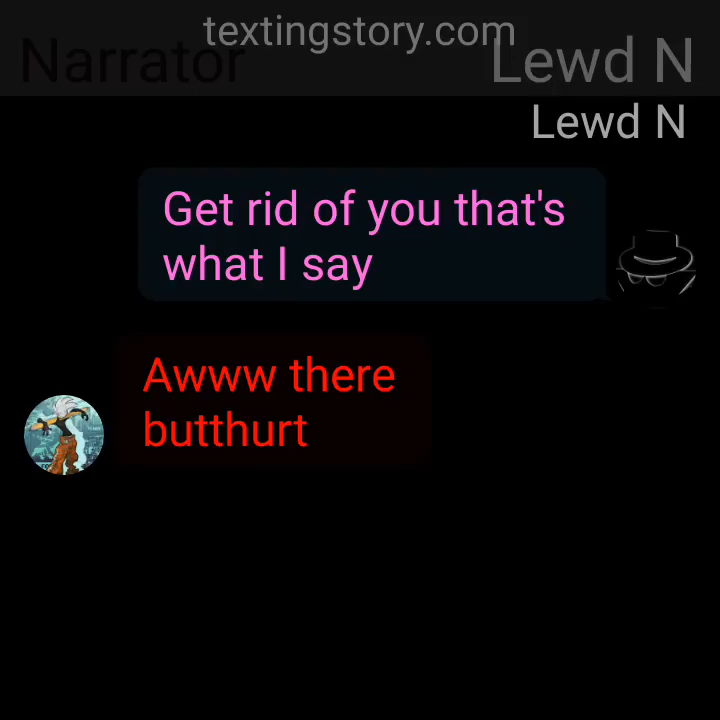 textingstory.com
Narrator Lewd N
Lewd N
Get rid of you that's
what I say
Awww there
butthurt